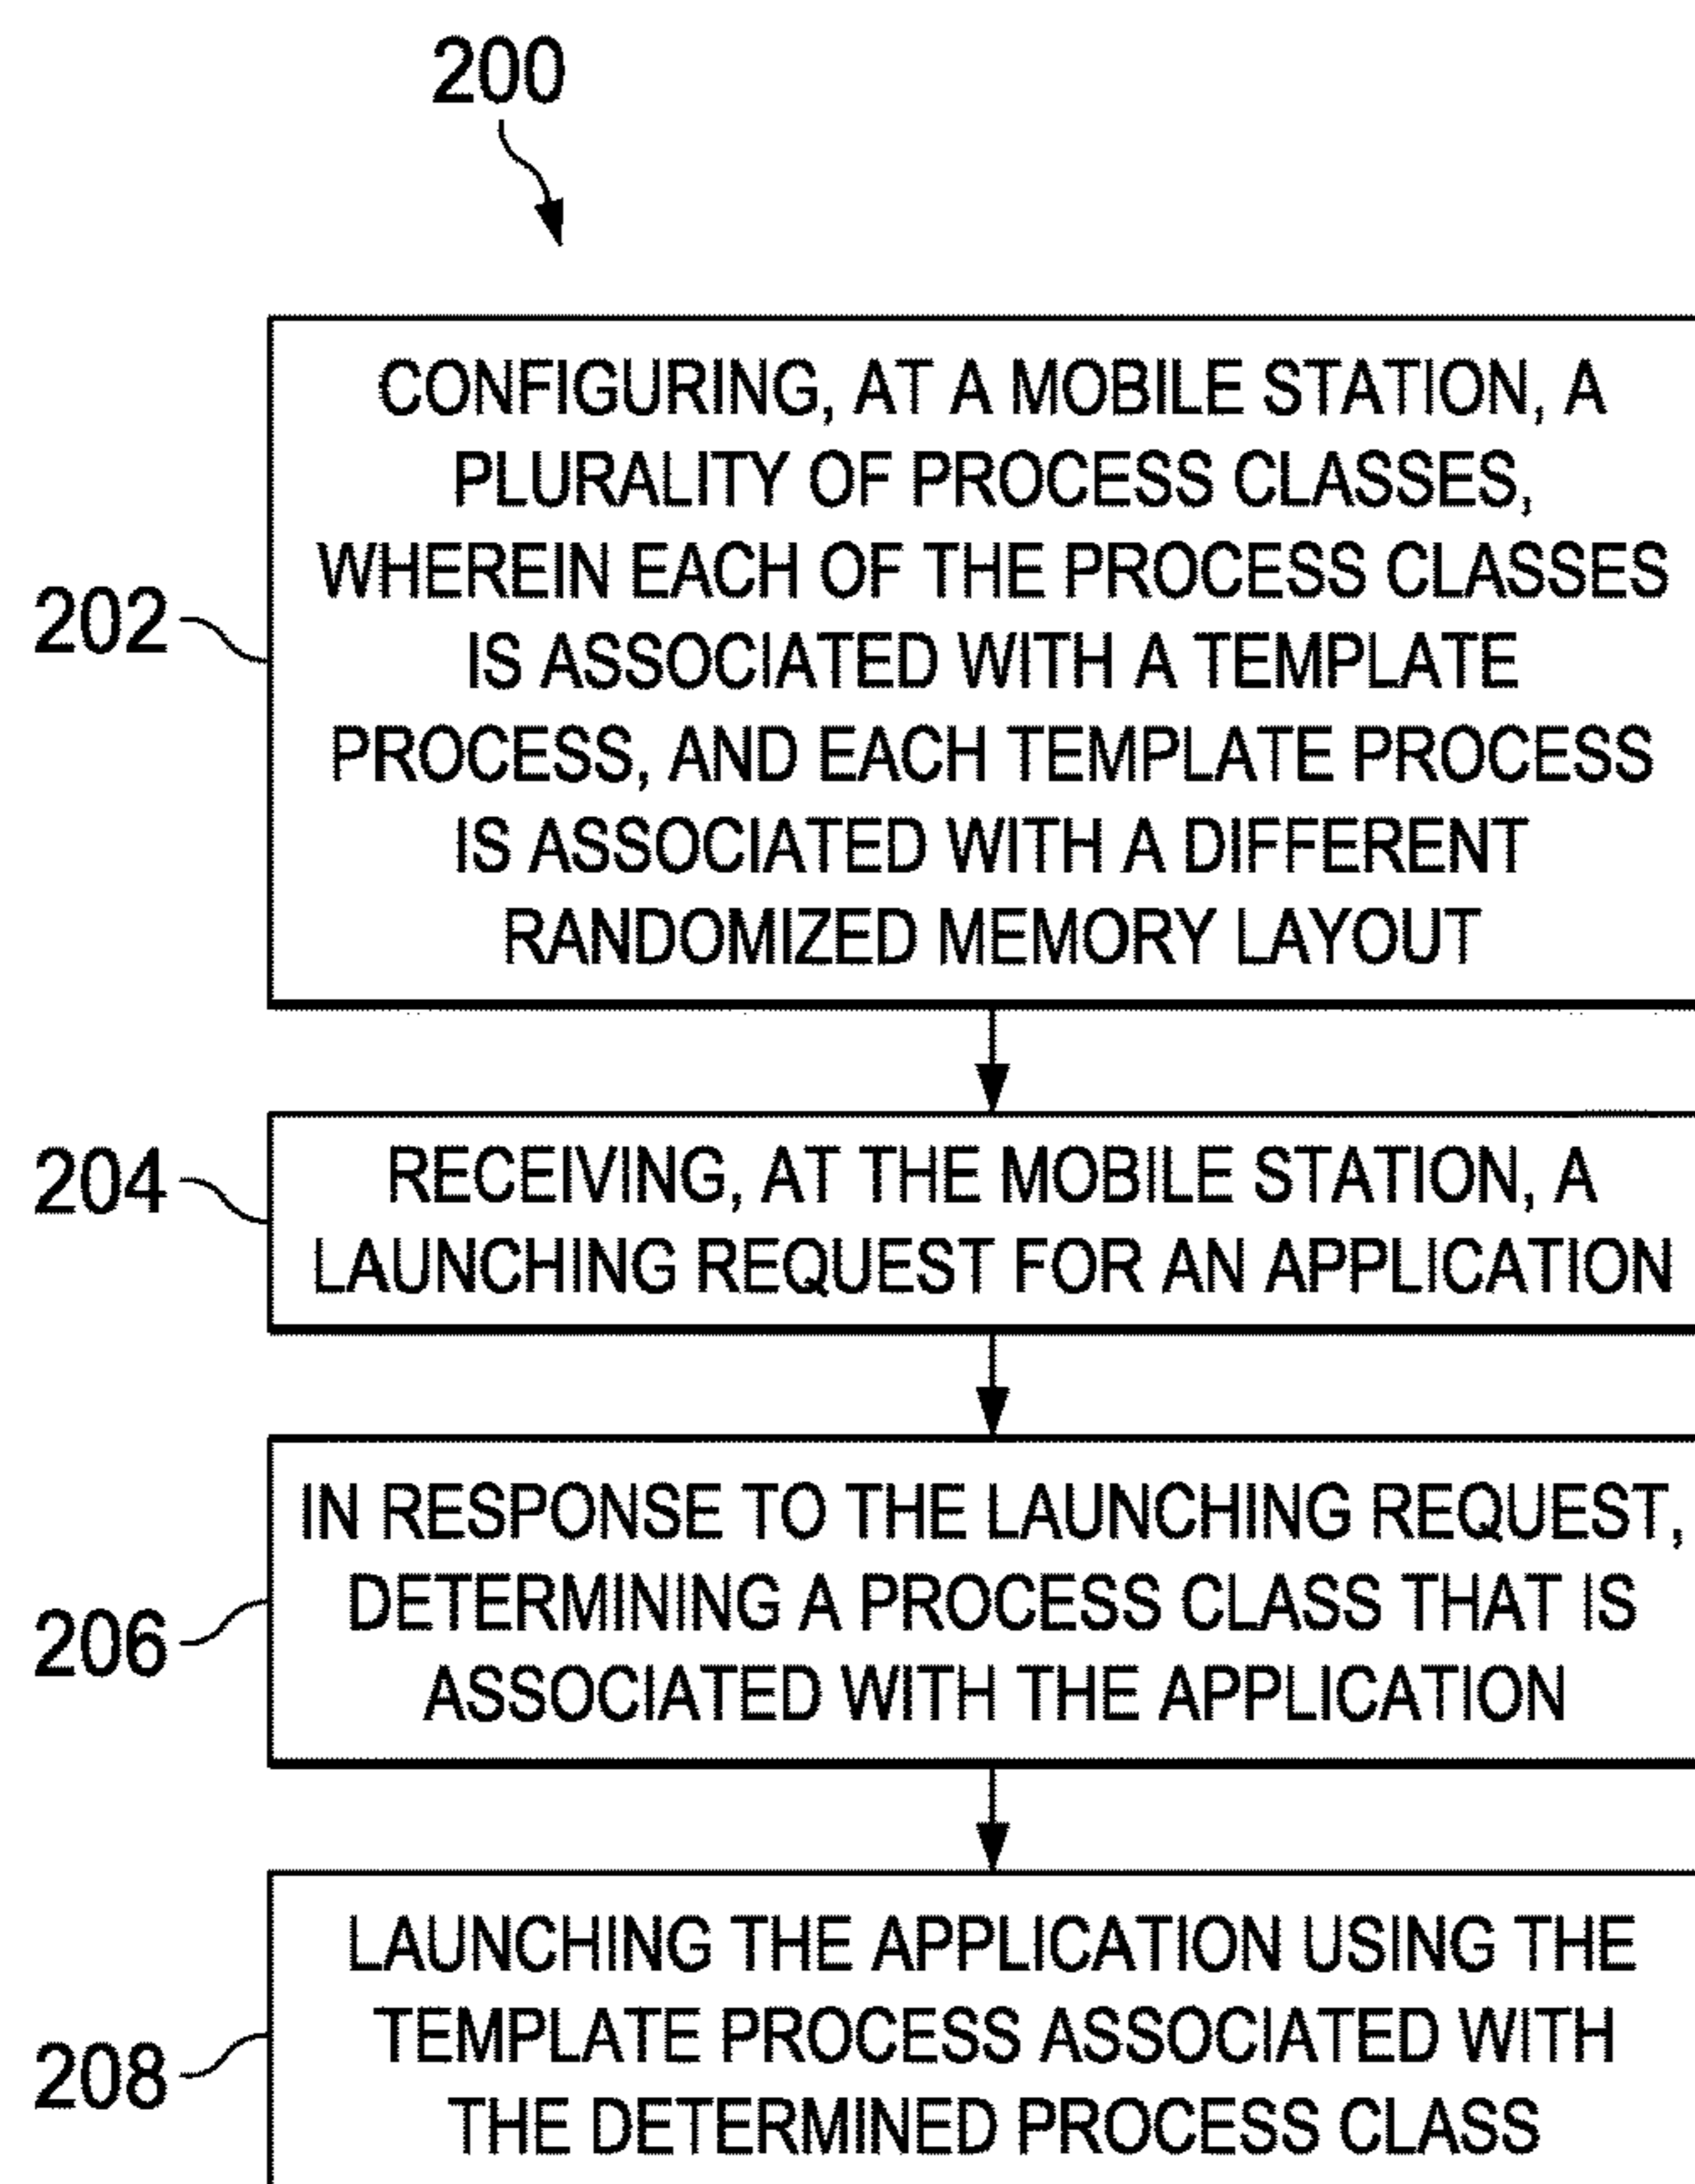 200
202
CONFIGURING, AT A MOBILE STATION, A
PLURALITY OF PROCESS CLASSES,
WHEREIN EACH OF THE PROCESS CLASSES
IS ASSOCIATED WITH A TEMPLATE
PROCESS, AND EACH TEMPLATE PROCESS
IS ASSOCIATED WITH A DIFFERENT
RANDOMIZED MEMORY LAYOUT
204
RECEIVING, AT THE MOBILE STATION, A
LAUNCHING REQUEST FOR AN APPLICATION
206
IN RESPONSE TO THE LAUNCHING REQUEST,
DETERMINING A PROCESS CLASS THAT IS
ASSOCIATED WITH THE APPLICATION
208
LAUNCHING THE APPLICATION USING THE
TEMPLATE PROCESS ASSOCIATED WITH
THE DETERMINED PROCESS CLASS